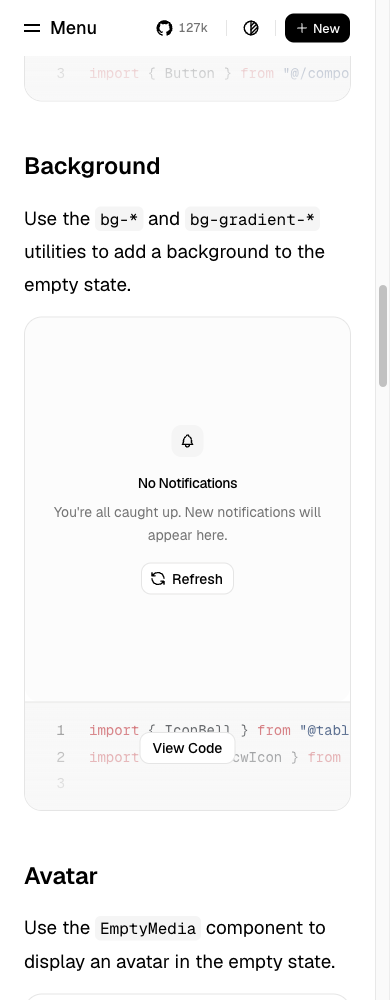 Menu
127k
New
3 import { Button } from "@/compo
Background
Use the bg-* and bg-gradient-*
utilities to add a background to the
empty state.
No Notifications
You're all caught up. New notifications will
appear here.
Refresh
1 import { IconBell } from "@tabl
View Code
2 import cwIcon } from
3
Avatar
Use the EmptyMedia component to
display an avatar in the empty state.